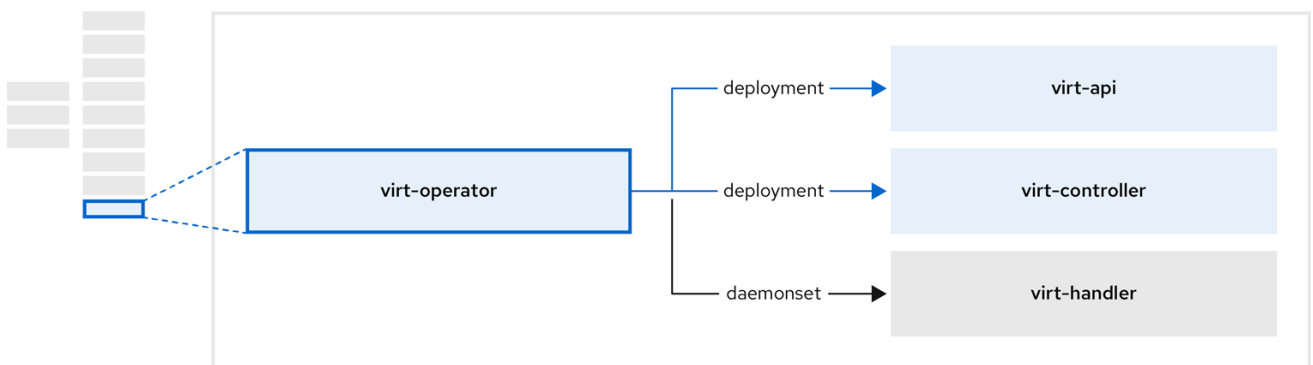 deployment
virt-api
virt-operator
deployment
virt-controller
daemonset
virt-handler